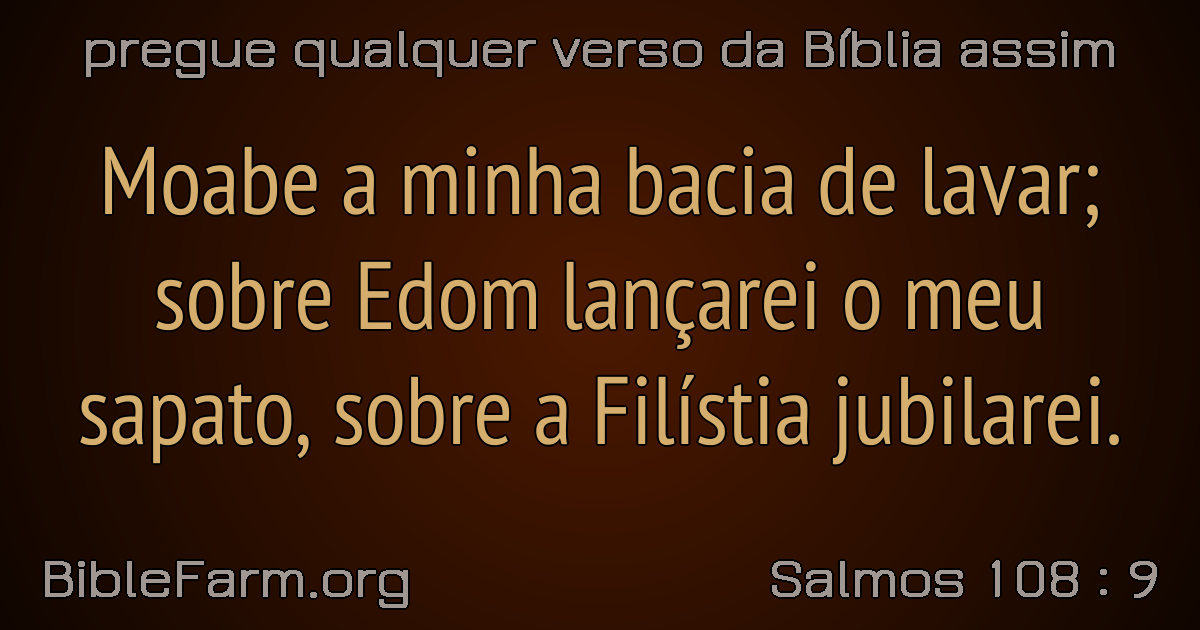 pregue qualquer verso da Bíblia assim
Moabe a minha bacia de lavar;
sobre Edom lançarei o meu
sapato, sobre a Filístia jubilarei.
BibleFarm.org
Salmos 108 : 9